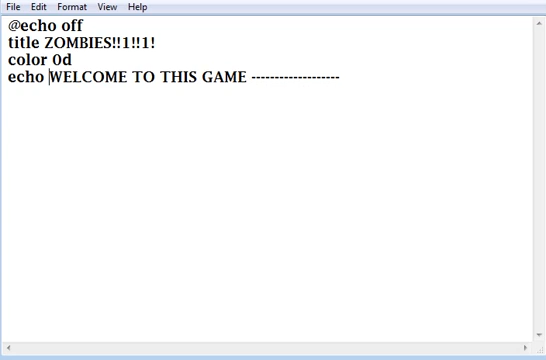 File Edit Format View Help
@echo off
title ZOMBIES!!1!!1!
color 0d
echo WELCOME TO THIS GAME -------------------